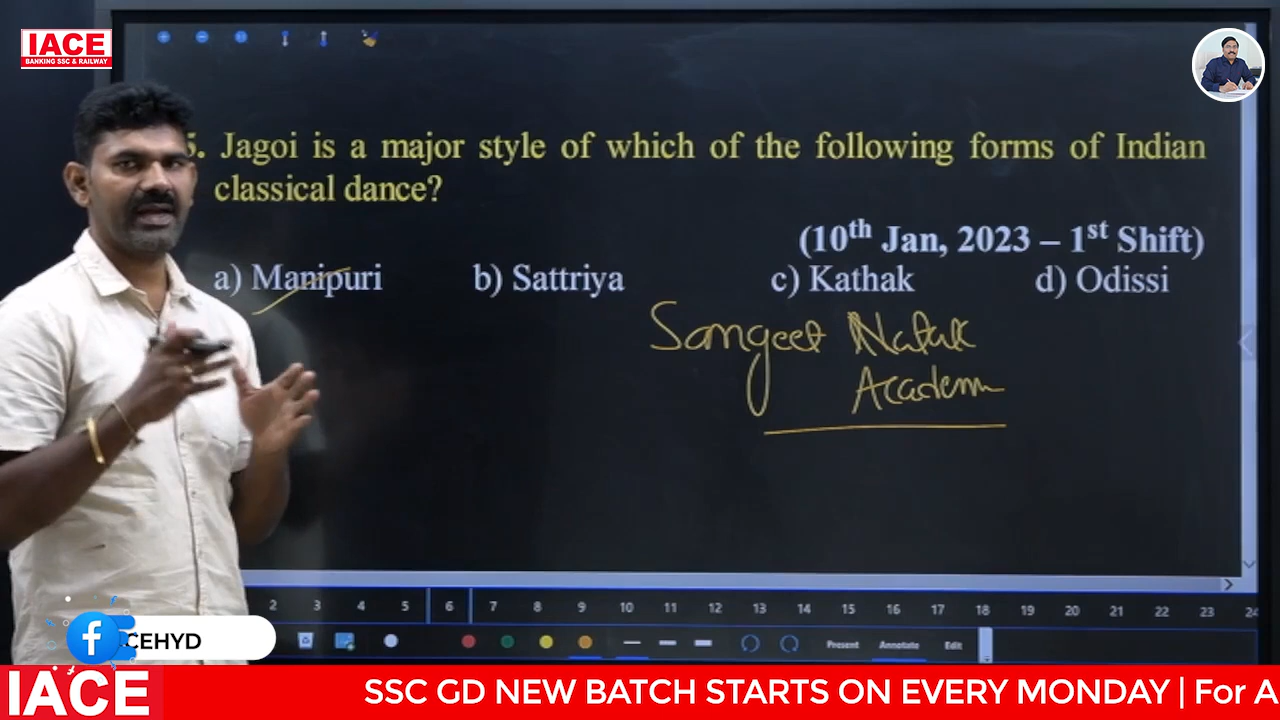 IACE
BANKING SSC & RAILWAY
5. Jagoi is a major style of which of the following forms of Indian
classical dance?
(10th Jan, 2023 – 1st Shift)
a) Manipuri b) Sattriya c) Kathak d) Odissi
Sangeet Natak
Academ
2 3 4 5 6 7 8 9 10 11 12 13 14 15 16 17 18 19 20 21 22 23 24
Present Annotate Edit
CEHYD
IACE SSC GD NEW BATCH STARTS ON EVERY MONDAY | For A